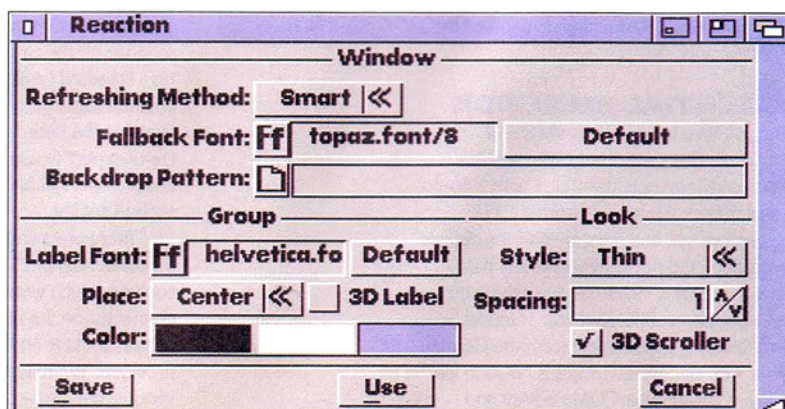 Reaction
Window
Refreshing Method: Smart
Fallback Font: Ff topaz.font/8 Default
Backdrop Pattern:
Group
Look
Label Font: Ff helvetica.fo Default
Style: Thin
Place: Center 3D Label
Spacing: 1
Color:
3D Scroller
Save Use Cancel